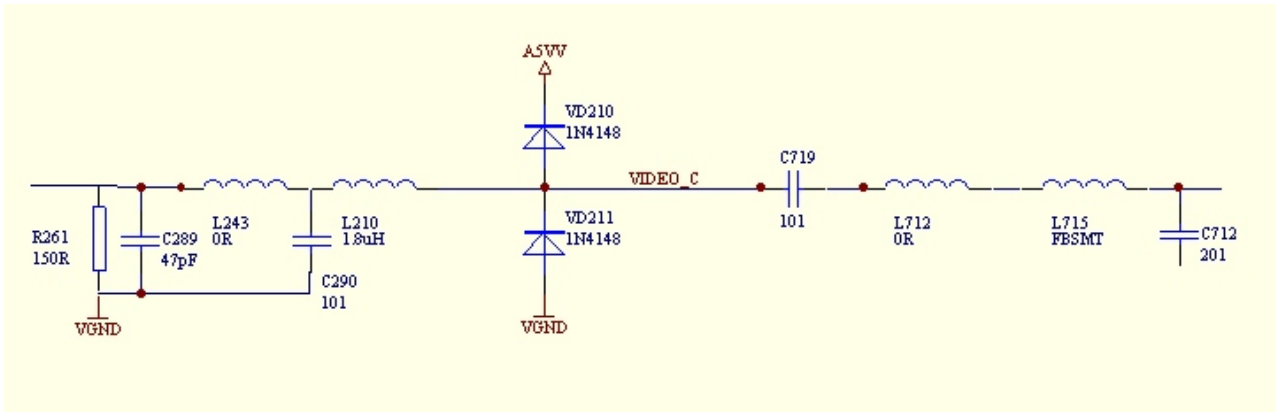 A5VV
VD210
1N4148
C719
101
VIDEO_C
R261
150R
C289
47pF
L243
0R
L210
1.8uH
C290
101
VD211
1N4148
L712
0R
L715
FBSMT
C712
201
VGND
VGND